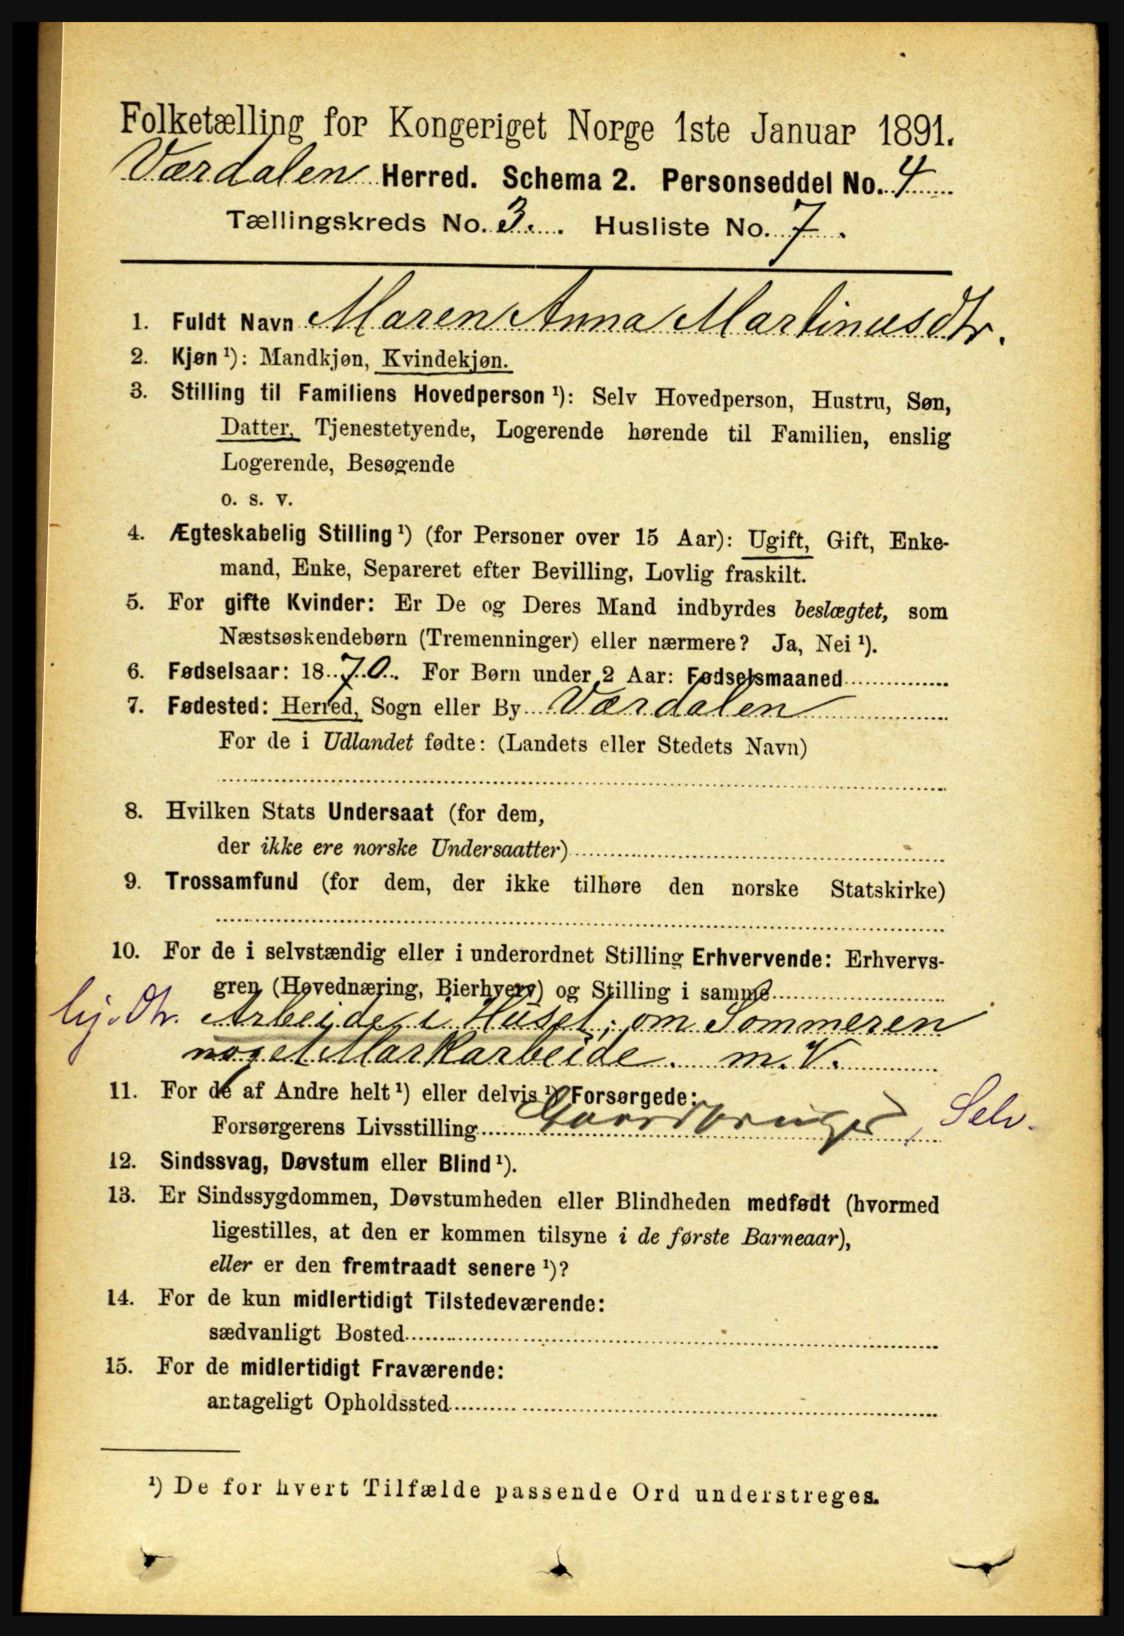 Folketælling for Kongeriget Norge 1ste Januar 1891.
Værdalen Herred. Schema 2. Personseddel No. 4
Tællingskreds No. 3. Husliste No. 7.
1. Fuldt Navn Maren Anna Martinusdtr.
2. Kjøn ¹): Mandkjøn, Kvindekjøn.
3. Stilling til Familiens Hovedperson ¹): Selv Hovedperson, Hustru, Søn,
Datter, Tjenestetyende, Logerende hørende til Familien, enslig
Logerende, Besøgende
o. s. v.
4. Ægteskabelig Stilling ¹) (for Personer over 15 Aar): Ugift, Gift, Enke-
mand, Enke, Separeret efter Bevilling, Lovlig fraskilt.
5. For gifte Kvinder: Er De og Deres Mand indbyrdes beslægtet, som
Næstsøskendebørn (Tremenninger) eller nærmere? Ja, Nei ¹).
6. Fødselsaar: 1870. For Børn under 2 Aar: Fødselsmaaned
7. Fødested: Herred, Sogn eller By Værdalen
For de i Udlandet fødte: (Landets eller Stedets Navn)
8. Hvilken Stats Undersaat (for dem,
der ikke ere norske Undersaatter)
9. Trossamfund (for dem, der ikke tilhøre den norske Statskirke)
10. For de i selvstændig eller i underordnet Stilling Erhvervende: Erhvervs-
gren (Hovednæring, Bierhverv) og Stilling i samme
hj. Dtr. Arbeide i Huset, om Sommeren
noget Markarbeide. m. V.
11. For de af Andre helt ¹) eller delvis ¹) Forsørgede:
Forsørgerens Livsstilling Gaardbruger, Selv.
12. Sindssvag, Døvstum eller Blind ¹).
13. Er Sindssygdommen, Døvstumheden eller Blindheden medfødt (hvormed
ligestilles, at den er kommen tilsyne i de første Barneaar),
eller er den fremtraadt senere ¹)?
14. For de kun midlertidigt Tilstedeværende:
sædvanligt Bosted
15. For de midlertidigt Fraværende:
antageligt Opholdssted
¹) De for hvert Tilfælde passende Ord understreges.